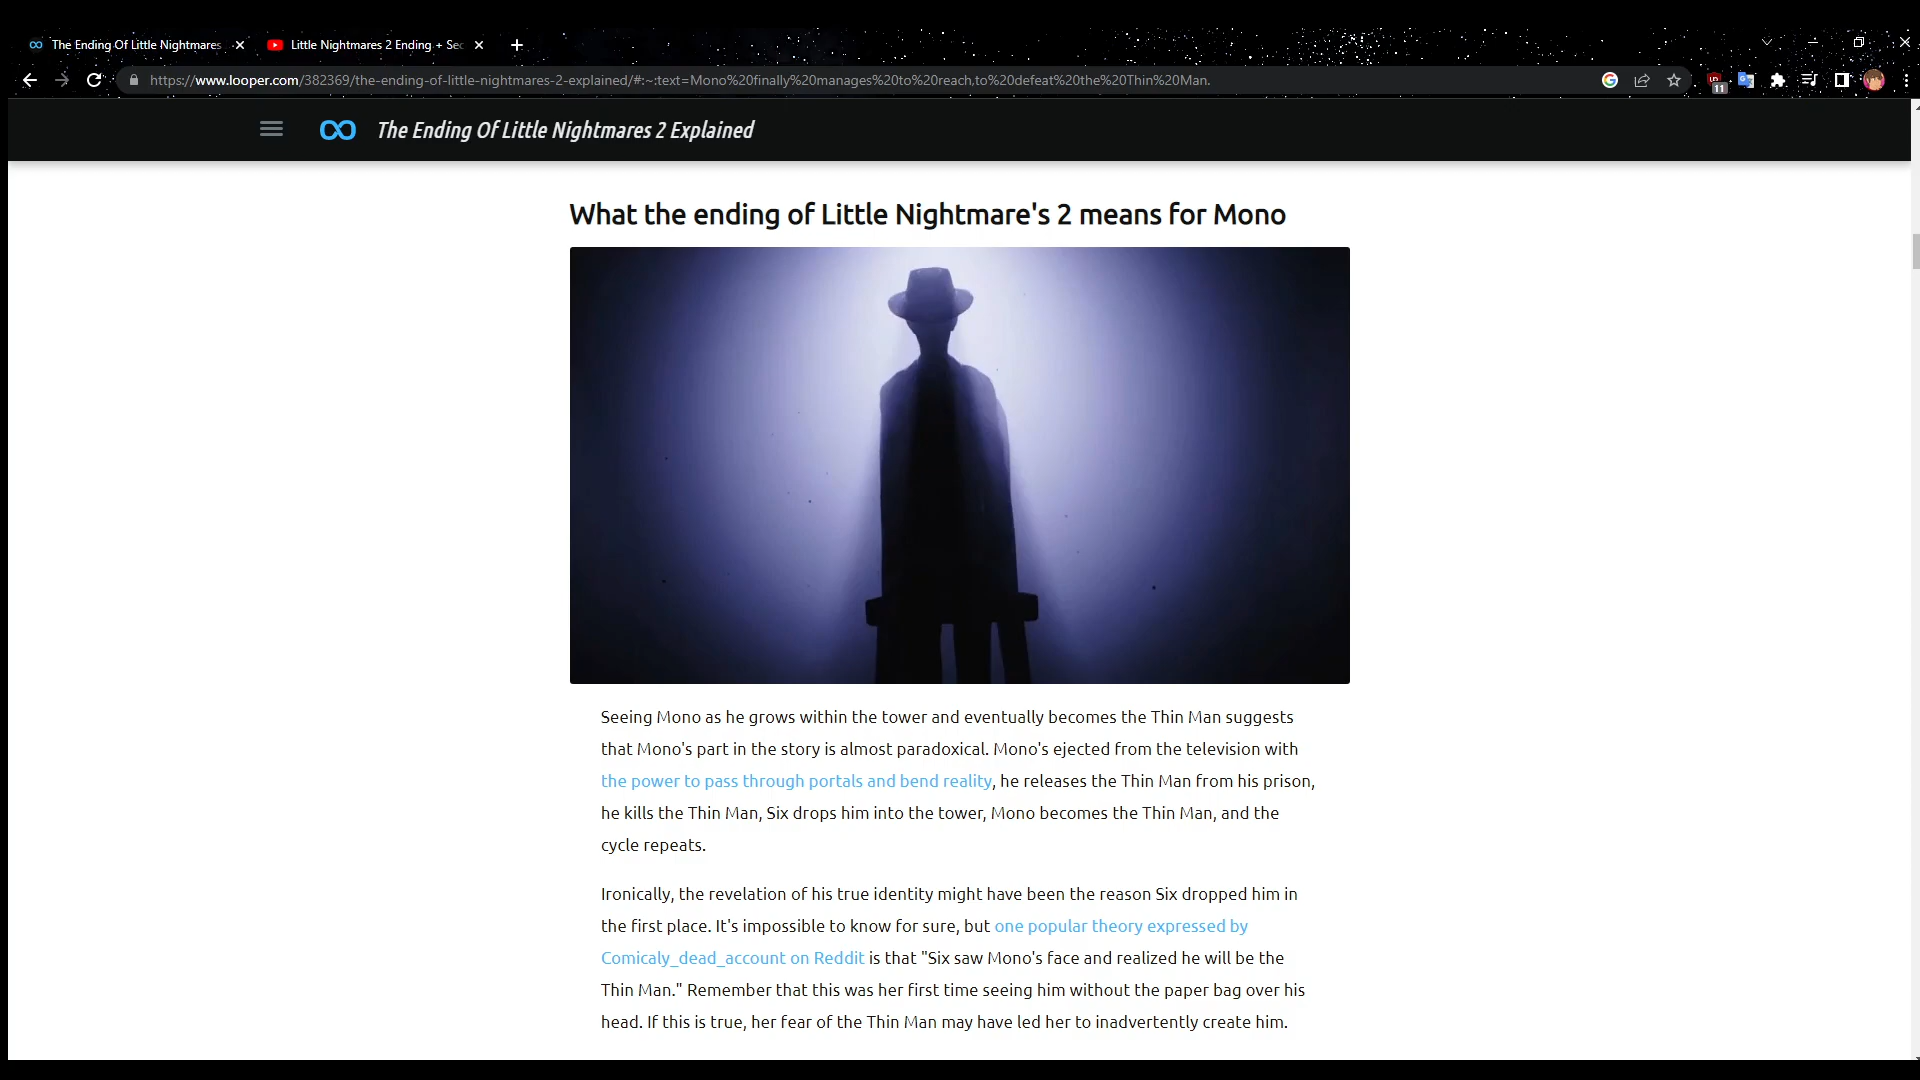 The Ending Of Little Nightmares
Little Nightmares 2 Ending + Sec
https://www.looper.com/382369/the-ending-of-little-nightmares-2-explained/#:~:text=Mono%20finally%20manages%20to%20reach,to%20defeat%20the%20Thin%20Man.
11
The Ending Of Little Nightmares 2 Explained
What the ending of Little Nightmare's 2 means for Mono
Seeing Mono as he grows within the tower and eventually becomes the Thin Man suggests
that Mono's part in the story is almost paradoxical. Mono's ejected from the television with
the power to pass through portals and bend reality, he releases the Thin Man from his prison,
he kills the Thin Man, Six drops him into the tower, Mono becomes the Thin Man, and the
cycle repeats.
Ironically, the revelation of his true identity might have been the reason Six dropped him in
the first place. It's impossible to know for sure, but one popular theory expressed by
Comicaly_dead_account on Reddit is that "Six saw Mono's face and realized he will be the
Thin Man." Remember that this was her first time seeing him without the paper bag over his
head. If this is true, her fear of the Thin Man may have led her to inadvertently create him.